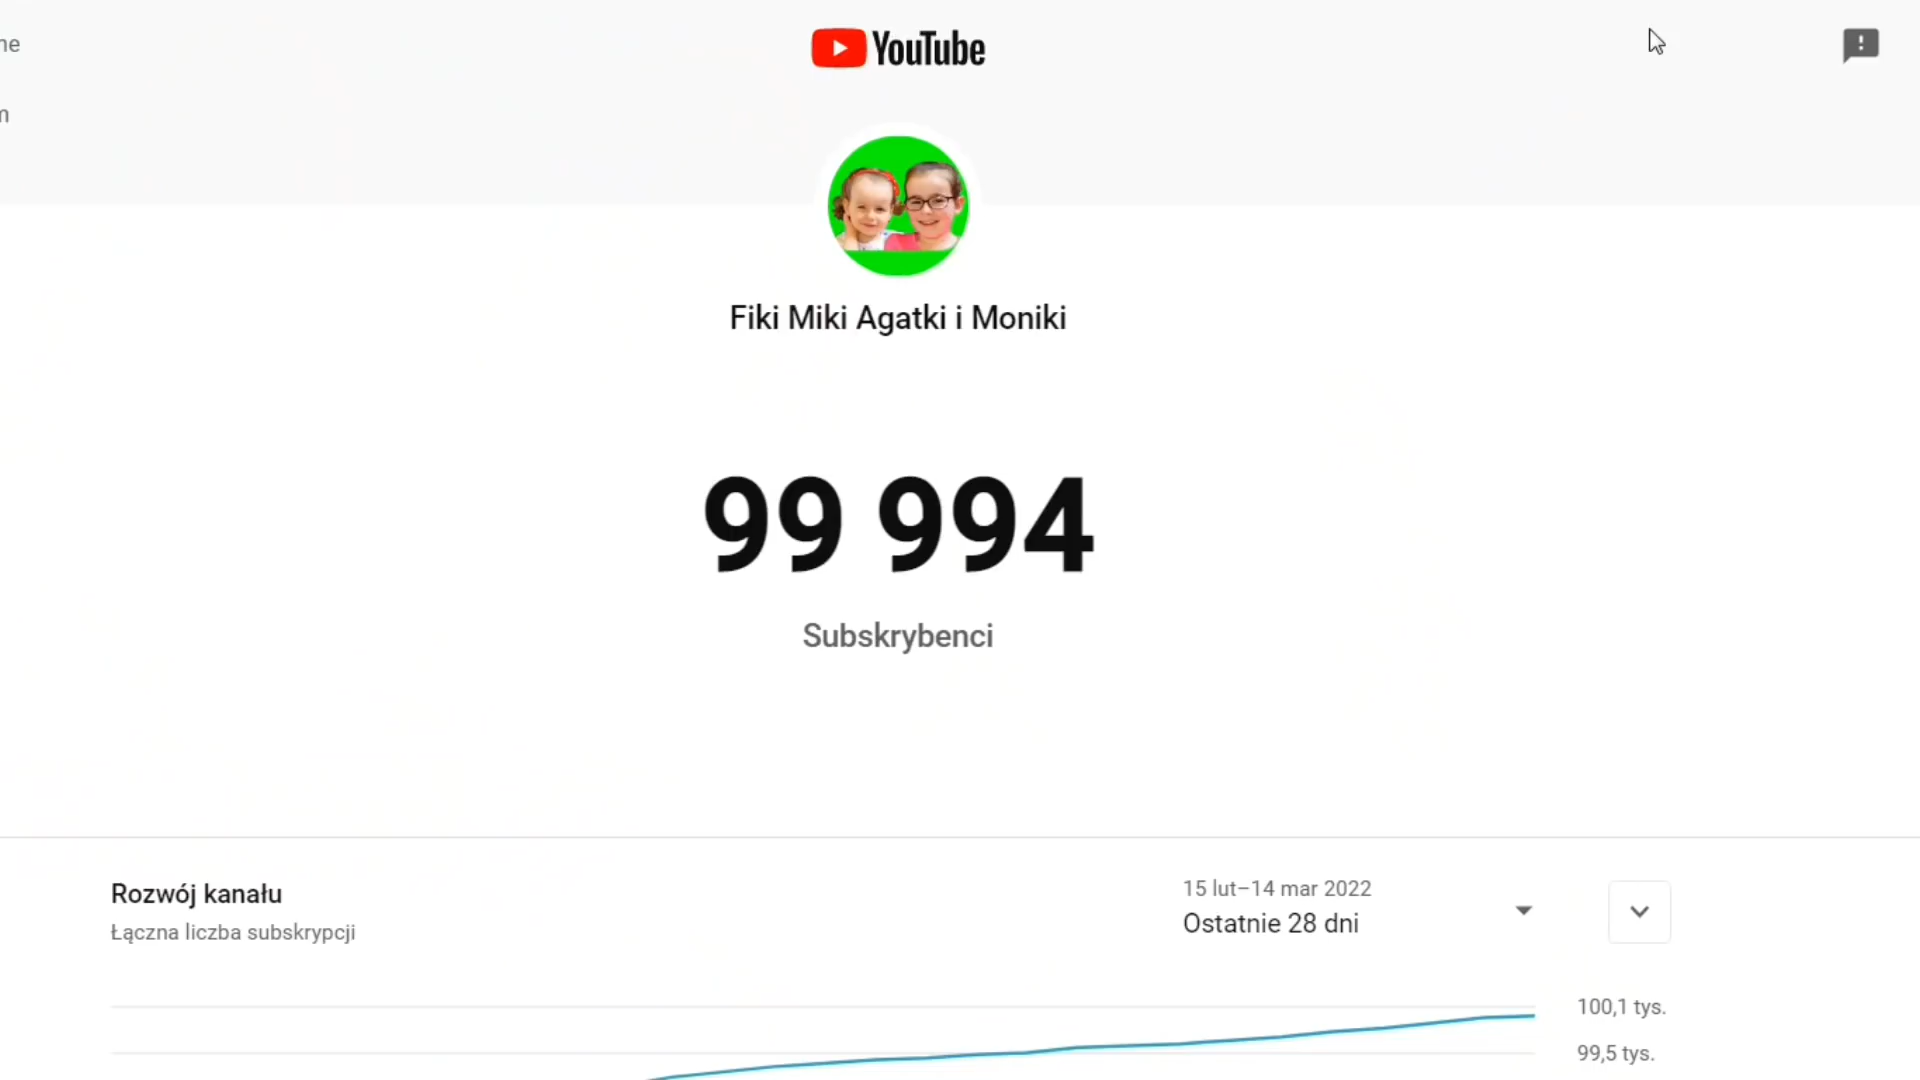 YouTube
Fiki Miki Agatki i Moniki
99 994
Subskrybenci
Rozwój kanału
Łączna liczba subskrypcji
15 lut–14 mar 2022
Ostatnie 28 dni
100,1 tys.
99,5 tys.